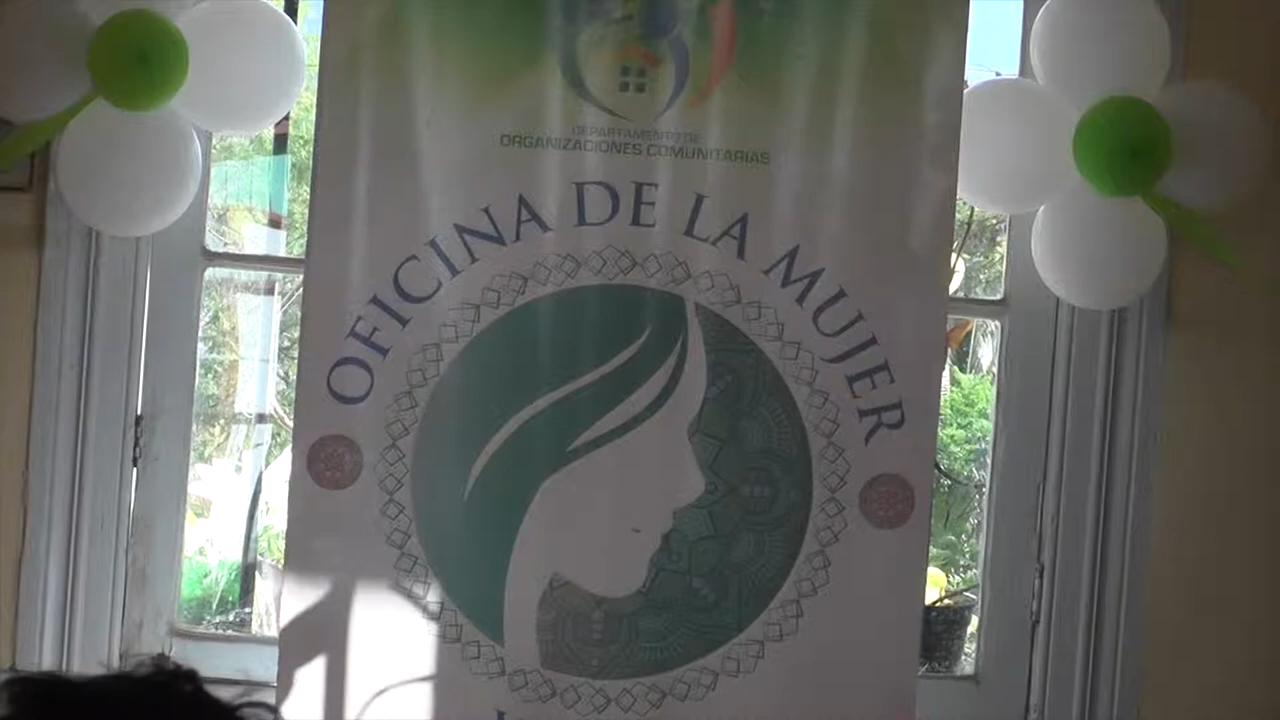 DEPARTAMENTO DE
ORGANIZACIONES COMUNITARIAS
OFICINA DE LA MUJER